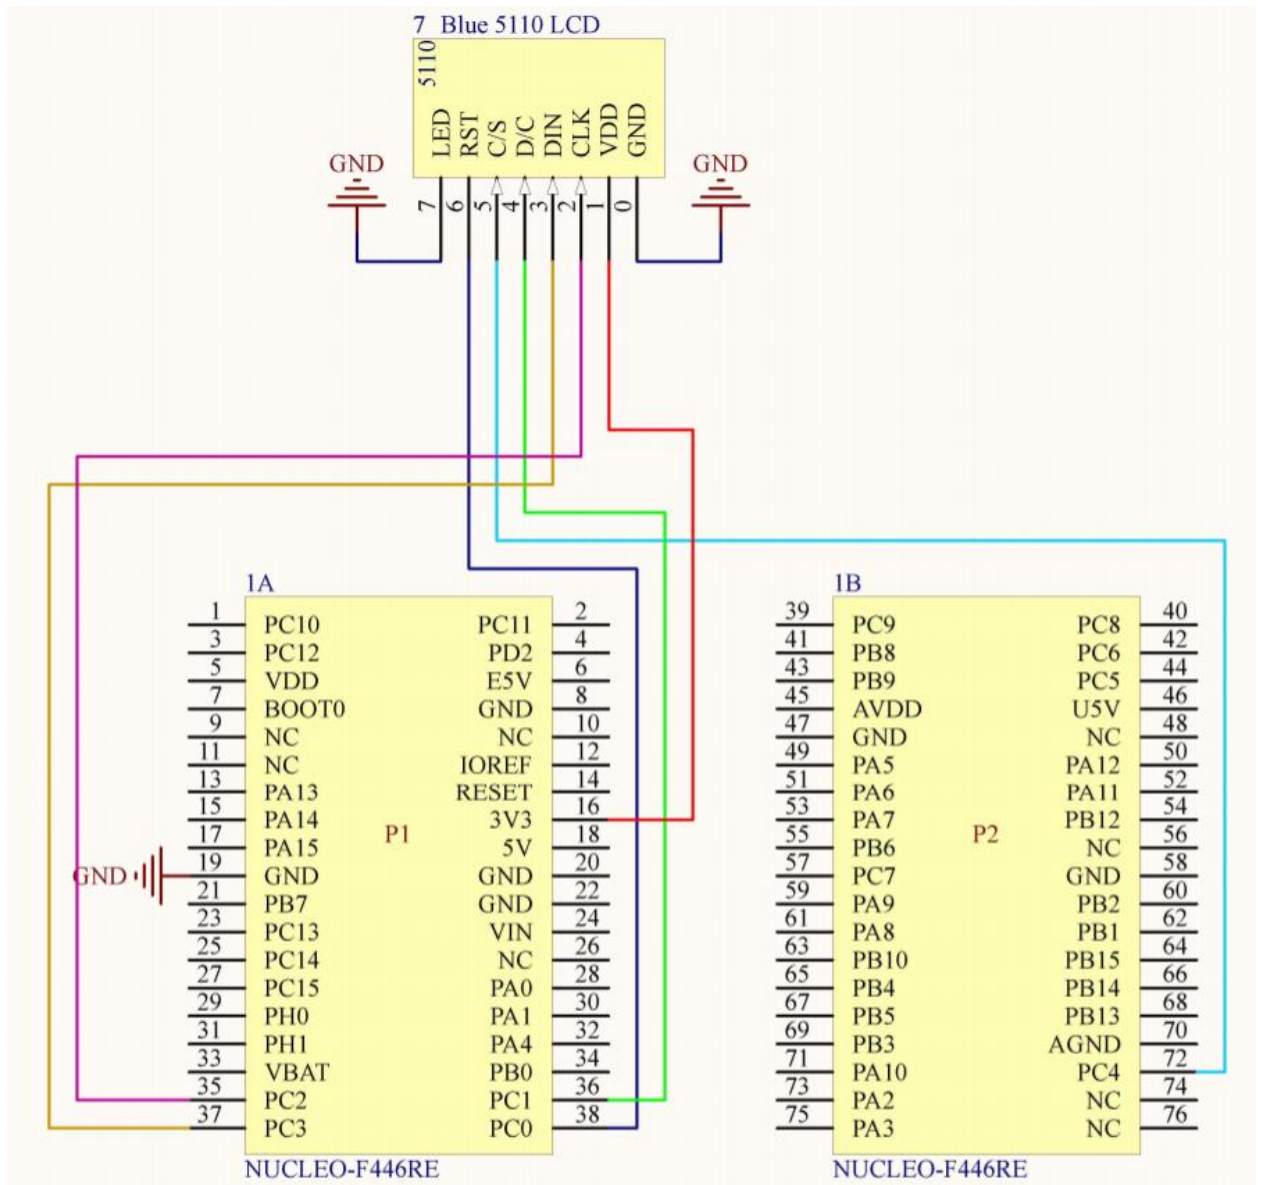 7 Blue 5110 LCD
5110
LED RST C/S D/C DIN CLK VDD GND
GND GND
7 6 5 4 3 2 1 0
1A
1 PC10 PC11 2
3 PC12 PD2 4
5 VDD E5V 6
7 BOOT0 GND 8
9 NC NC 10
11 NC IOREF 12
13 PA13 RESET 14
15 PA14 3V3 16
P1
17 PA15 5V 18
GND 19 GND GND 20
21 PB7 GND 22
23 PC13 VIN 24
25 PC14 NC 26
27 PC15 PA0 28
29 PH0 PA1 30
31 PH1 PA4 32
33 VBAT PB0 34
35 PC2 PC1 36
37 PC3 PC0 38
NUCLEO-F446RE
1B
39 PC9 PC8 40
41 PB8 PC6 42
43 PB9 PC5 44
45 AVDD U5V 46
47 GND NC 48
49 PA5 PA12 50
51 PA6 PA11 52
53 PA7 PB12 54
P2
55 PB6 NC 56
57 PC7 GND 58
59 PA9 PB2 60
61 PA8 PB1 62
63 PB10 PB15 64
65 PB4 PB14 66
67 PB5 PB13 68
69 PB3 AGND 70
71 PA10 PC4 72
73 PA2 NC 74
75 PA3 NC 76
NUCLEO-F446RE